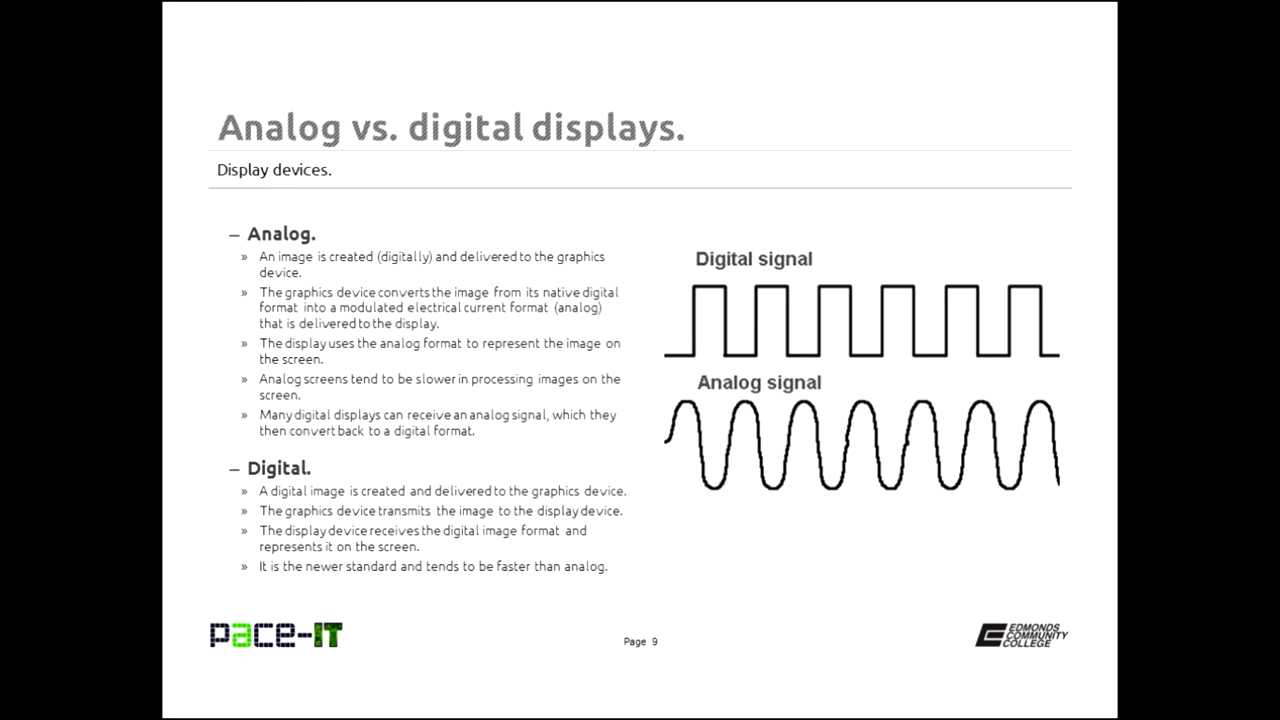 Analog vs. digital displays.
Display devices.
– Analog.
» An image is created (digitally) and delivered to the graphics
device.
» The graphics device converts the image from its native digital
format into a modulated electrical current format (analog)
that is delivered to the display.
» The display uses the analog format to represent the image on
the screen.
» Analog screens tend to be slower in processing images on the
screen.
» Many digital displays can receive an analog signal, which they
then convert back to a digital format.
– Digital.
» A digital image is created and delivered to the graphics device.
» The graphics device transmits the image to the display device.
» The display device receives the digital image format and
represents it on the screen.
» It is the newer standard and tends to be faster than analog.
Digital signal
Analog signal
pace-IT
Page 9
EDMONDS
COMMUNITY
COLLEGE